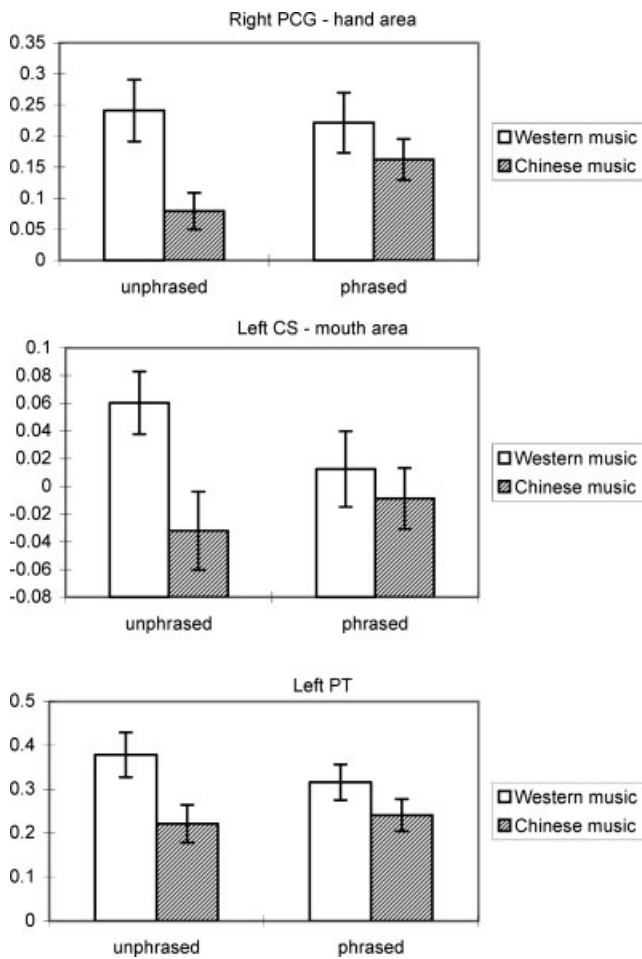 Right PCG - hand area
0.35
0.3
0.25
0.2
0.15
0.1
0.05
0
unphrased phrased
Western music
Chinese music
Left CS - mouth area
0.1
0.08
0.06
0.04
0.02
0
-0.02
-0.04
-0.06
-0.08
unphrased phrased
Western music
Chinese music
Left PT
0.5
0.4
0.3
0.2
0.1
0
unphrased phrased
Western music
Chinese music